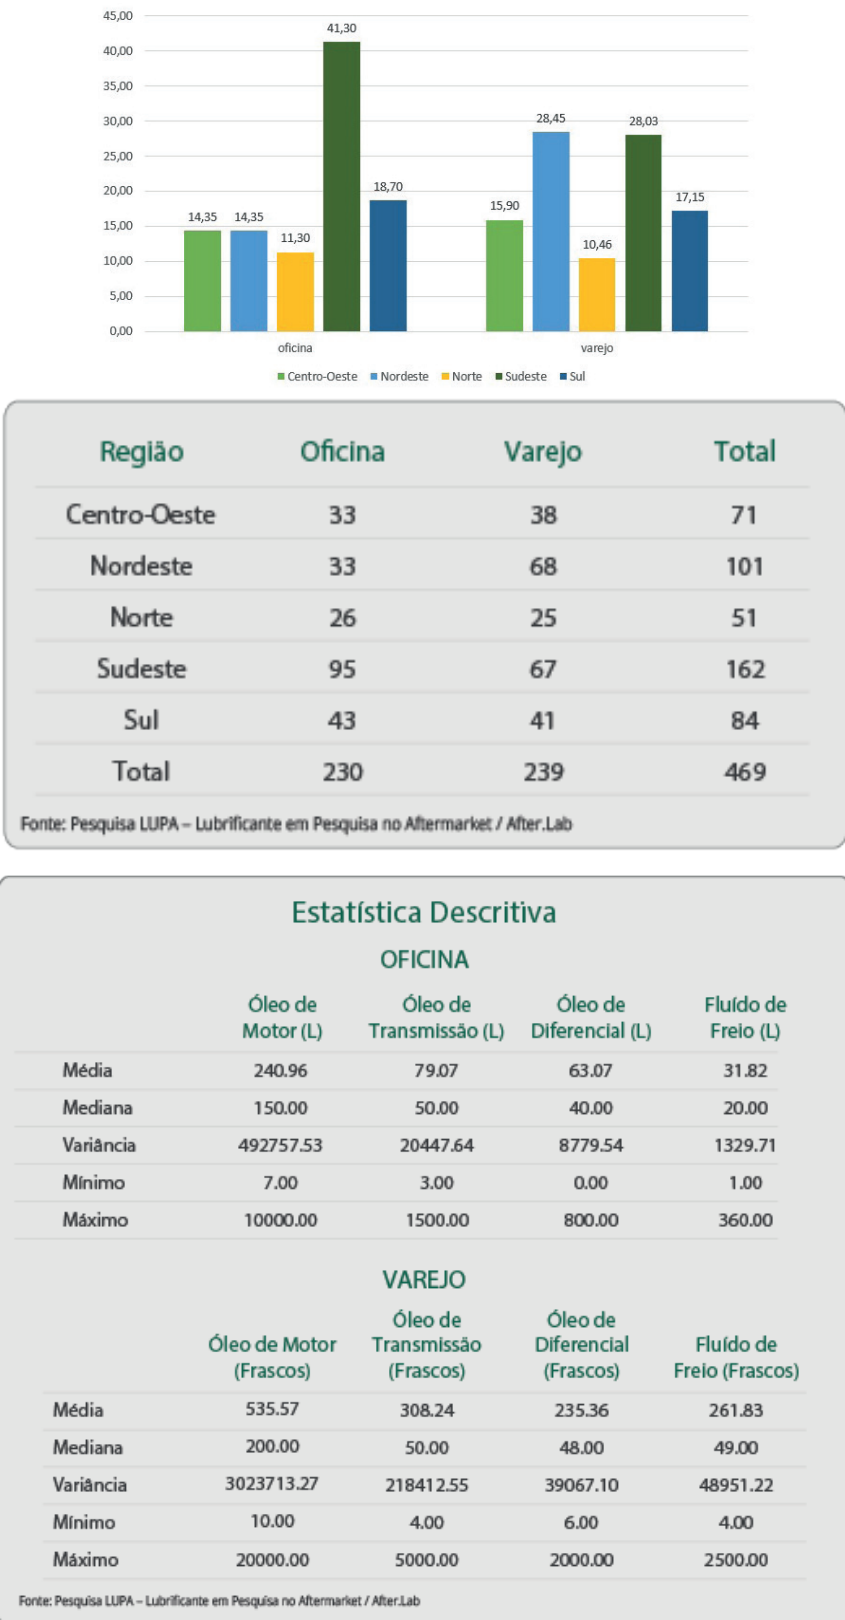 45,00
40,00
35,00
30,00
25,00
20,00
15,00
10,00
5,00
0,00
14,35 14,35 11,30 41,30 18,70
15,90 28,45 10,46 28,03 17,15
oficina varejo
Centro-Oeste Nordeste Norte Sudeste Sul
Região Oficina Varejo Total
Centro-Oeste 33 38 71
Nordeste 33 68 101
Norte 26 25 51
Sudeste 95 67 162
Sul 43 41 84
Total 230 239 469
Fonte: Pesquisa LUPA – Lubrificante em Pesquisa no Aftermarket / After.Lab
Estatística Descritiva
OFICINA
Óleo de Motor (L) Óleo de Transmissão (L) Óleo de Diferencial (L) Fluído de Freio (L)
Média 240.96 79.07 63.07 31.82
Mediana 150.00 50.00 40.00 20.00
Variância 492757.53 20447.64 8779.54 1329.71
Mínimo 7.00 3.00 0.00 1.00
Máximo 10000.00 1500.00 800.00 360.00
VAREJO
Óleo de Motor (Frascos) Óleo de Transmissão (Frascos) Óleo de Diferencial (Frascos) Fluído de Freio (Frascos)
Média 535.57 308.24 235.36 261.83
Mediana 200.00 50.00 48.00 49.00
Variância 3023713.27 218412.55 39067.10 48951.22
Mínimo 10.00 4.00 6.00 4.00
Máximo 20000.00 5000.00 2000.00 2500.00
Fonte: Pesquisa LUPA – Lubrificante em Pesquisa no Aftermarket / After.Lab